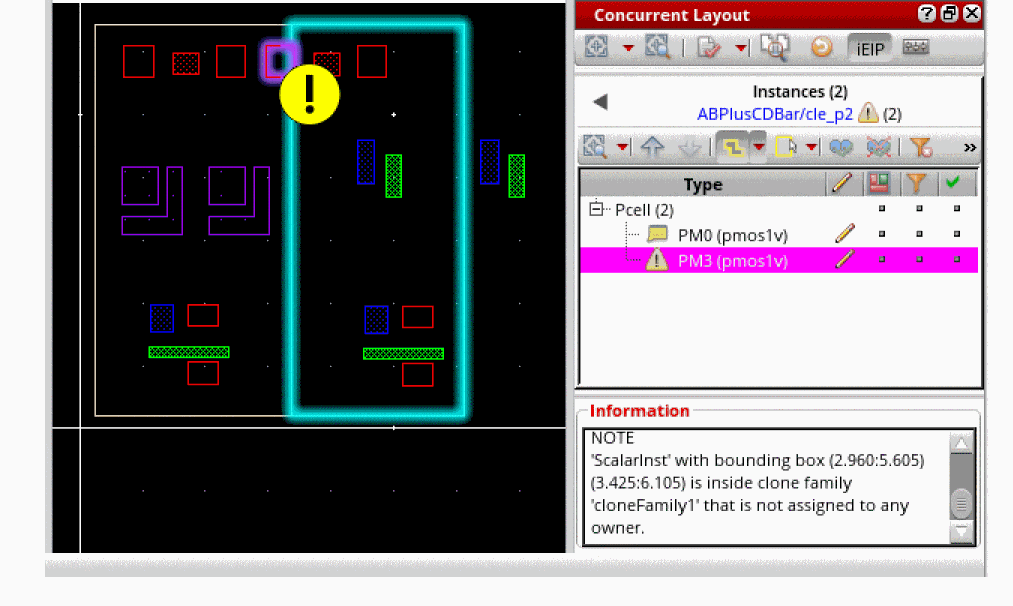 Concurrent Layout
iEIP
Instances (2)
ABPlusCDBar/cle_p2 (2)
»
Type
Pcell (2)
PM0 (pmos1v)
PM3 (pmos1v)
Information
NOTE
'ScalarInst' with bounding box (2.960:5.605)
(3.425:6.105) is inside clone family
'cloneFamily1' that is not assigned to any
owner.